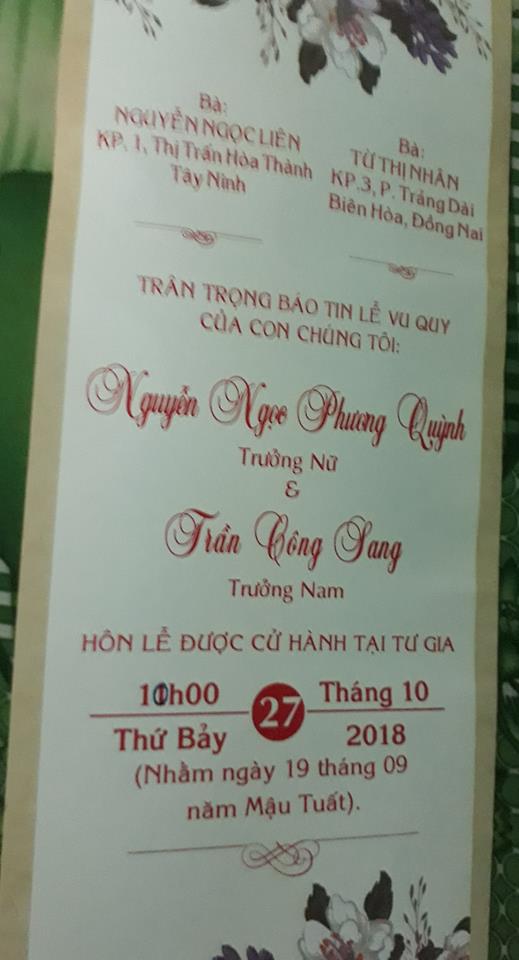 Bà:
NGUYỄN NGỌC LIÊN
KP. 1, Thị Trấn Hòa Thành
Tây Ninh
Bà:
TỪ THỊ NHÂN
KP.3, P. Trảng Dài
Biên Hòa, Đồng Nai
TRÂN TRỌNG BÁO TIN LỄ VU QUY
CỦA CON CHÚNG TÔI:
Nguyễn Ngọc Phương Quỳnh
Trưởng Nữ
&
Trần Công Sang
Trưởng Nam
HÔN LỄ ĐƯỢC CỬ HÀNH TẠI TƯ GIA
h00
27
Tháng 10
Thứ Bảy
2018
(Nhằm ngày 19 tháng 09
năm Mậu Tuất).